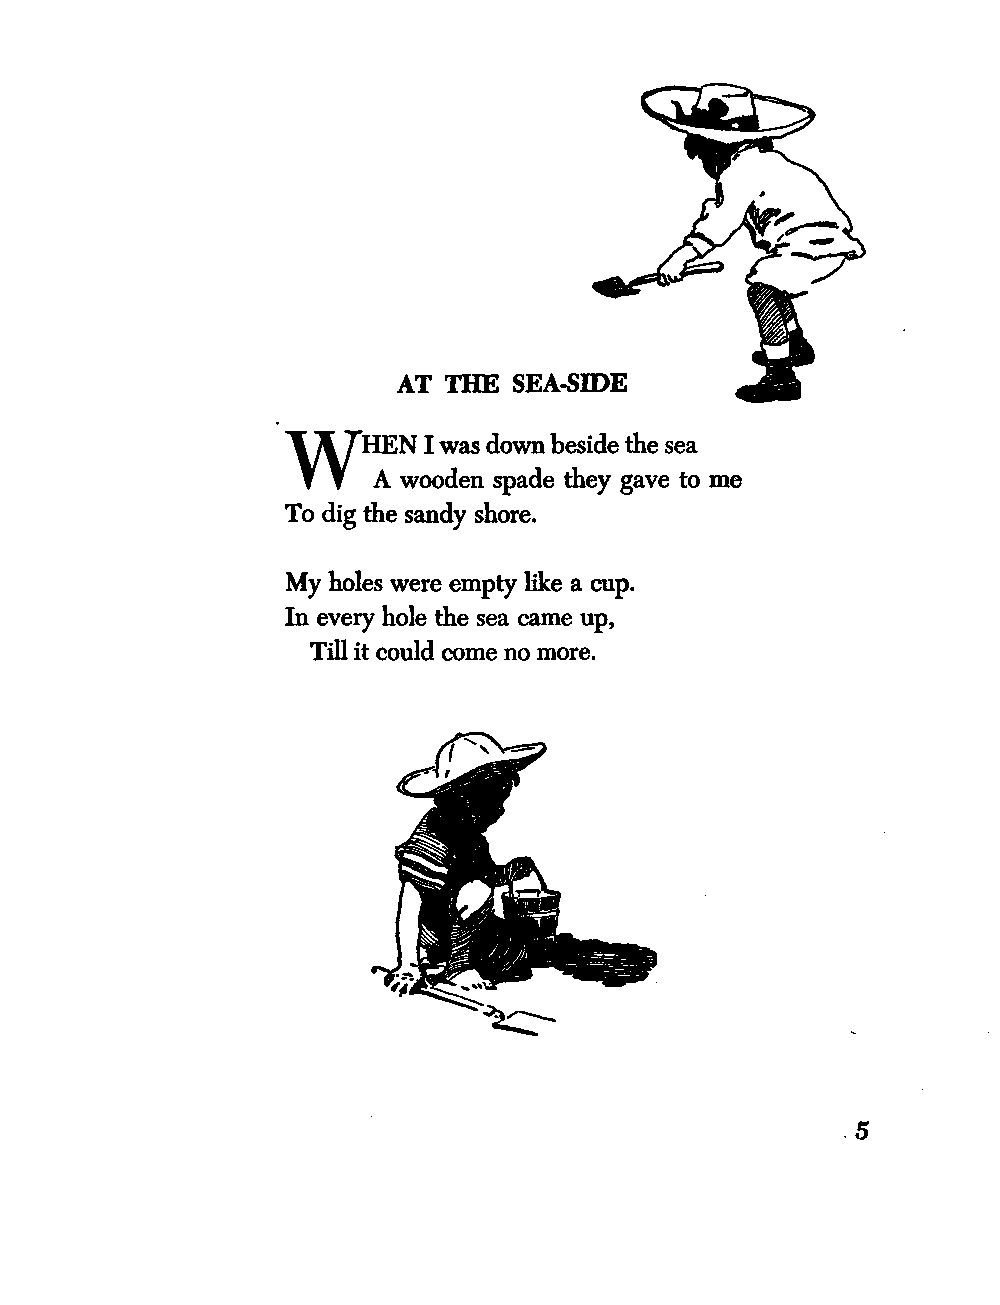 AT THE SEA-SIDE
WHEN I was down beside the sea
A wooden spade they gave to me
To dig the sandy shore.
My holes were empty like a cup.
In every hole the sea came up,
Till it could come no more.
5